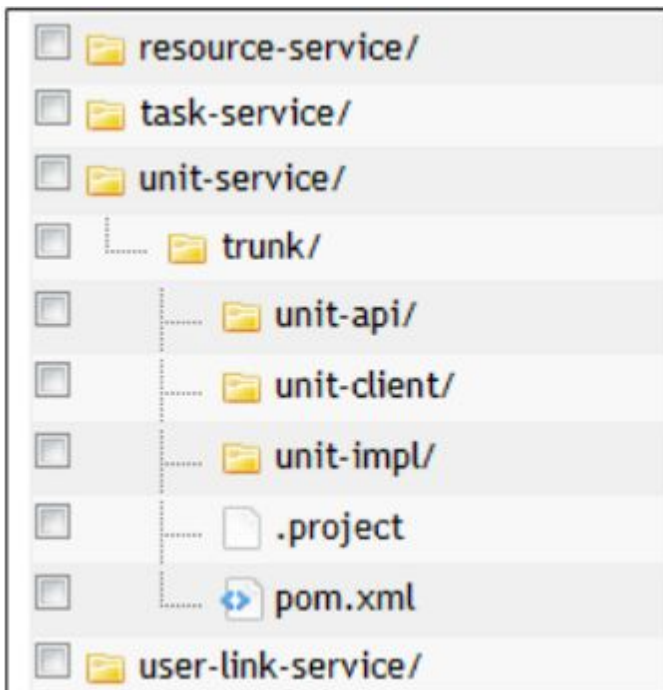 resource-service/
task-service/
unit-service/
trunk/
unit-api/
unit-client/
unit-impl/
.project
pom.xml
user-link-service/